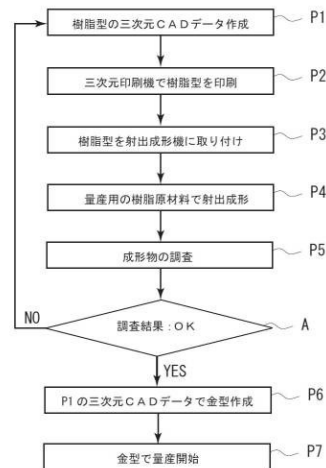 樹脂型の三次元CADデータ作成 P1
三次元印刷機で樹脂型を印刷 P2
樹脂型を射出成形機に取り付け P3
量産用の樹脂原材料で射出成形 P4
成形物の調査 P5
NO 調査結果:OK A
YES
P1の三次元CADデータで金型作成 P6
金型で量産開始 P7